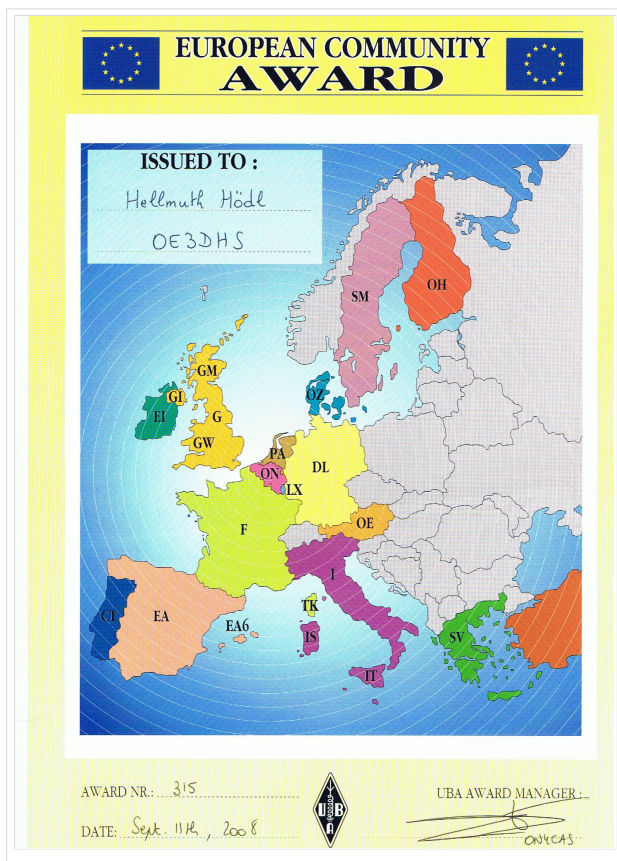 EUROPEAN COMMUNITY
AWARD
ISSUED TO :
Hellmuth Hödl
OE3DHS
SM
OH
GM
GI
EI
G
GW
OZ
PA
ON
DL
LX
F
OE
I
CT
EA
EA6
TK
IS
IT
SV
AWARD NR.: 315
UBA AWARD MANAGER :
DATE: Sept. 11th, 2008
UBA
ON4CAS